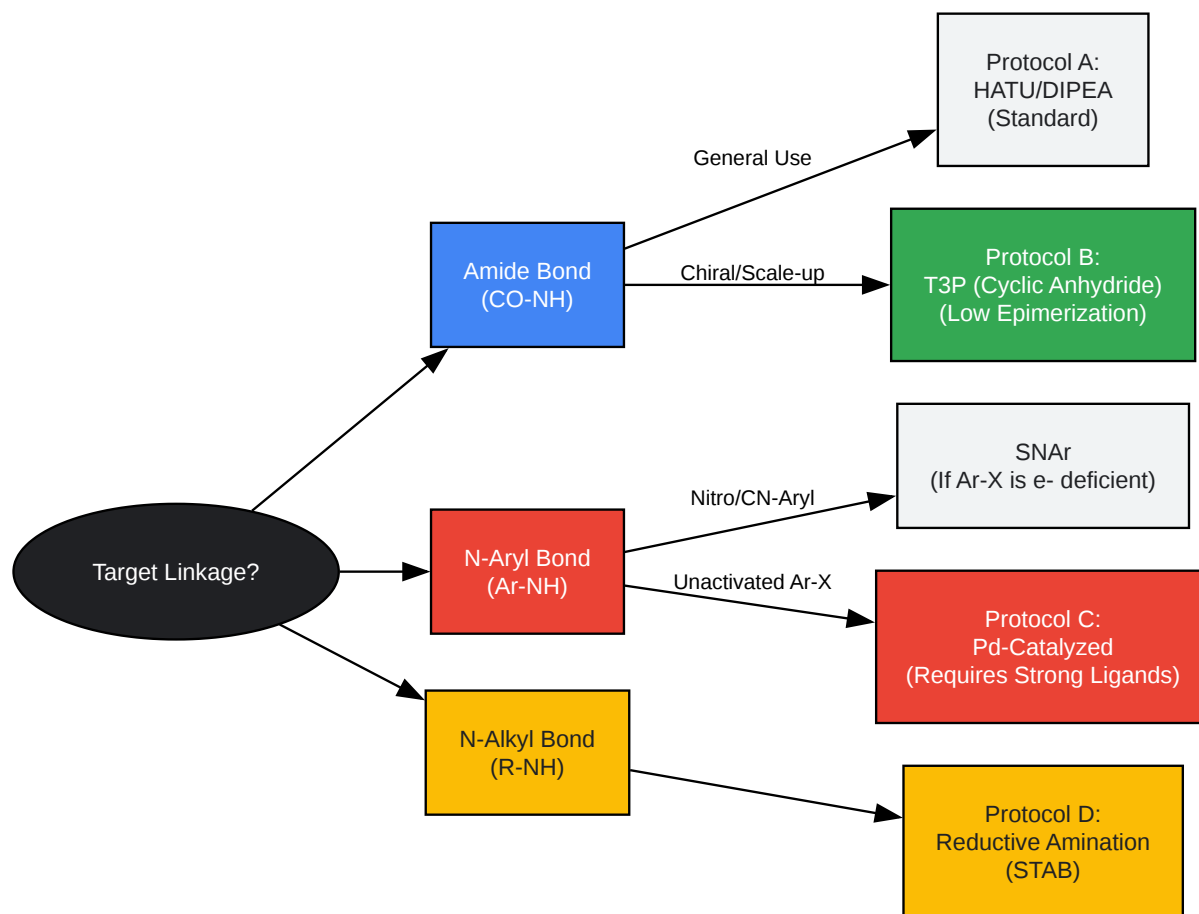 Protocol A:
HATU/DIPEA
(Standard)
General Use
Protocol B:
T3P (Cyclic Anhydride)
(Low Epimerization)
Amide Bond
(CO-NH)
Chiral/Scale-up
SNAr
(If Ar-X is e- deficient)
Nitro/CN-Aryl
Target Linkage?
N-Aryl Bond
(Ar-NH)
Unactivated Ar-X
Protocol C:
Pd-Catalyzed
(Requires Strong Ligands)
N-Alkyl Bond
(R-NH)
Protocol D:
Reductive Amination
(STAB)